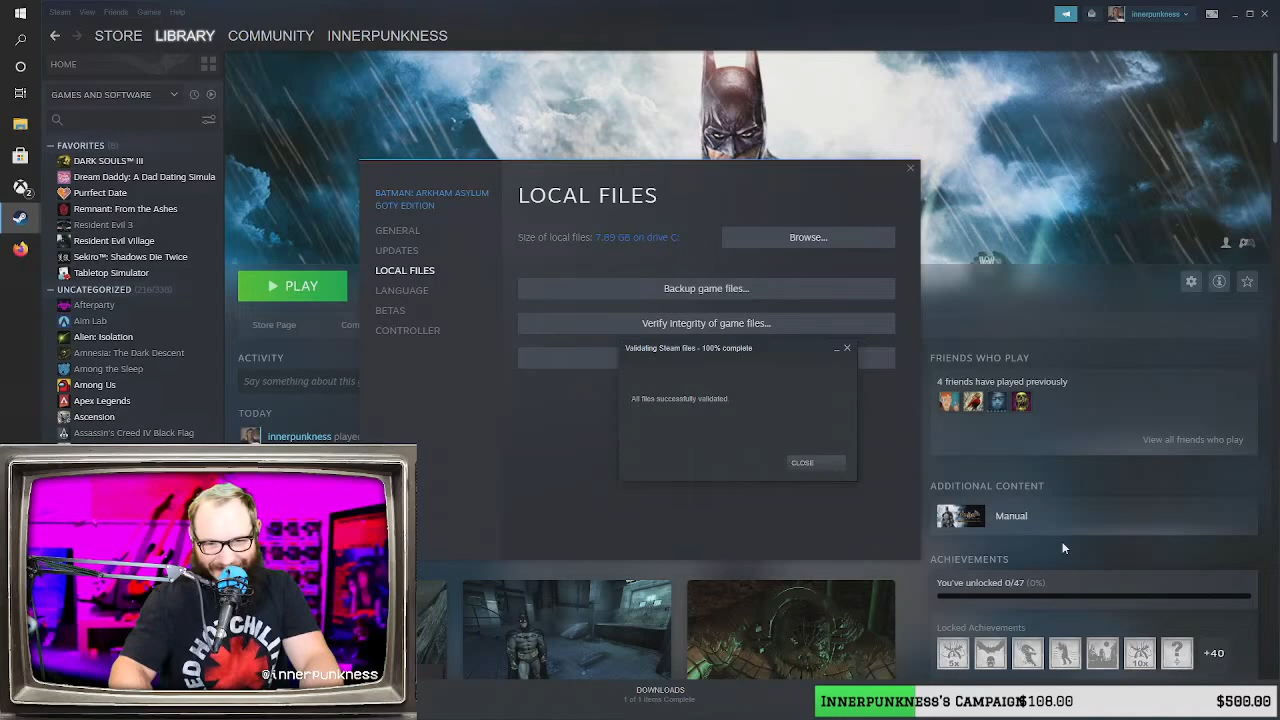 Steam View Friends Games Help
innerpunkness
STORE LIBRARY COMMUNITY INNERPUNKNESS
HOME
GAMES AND SOFTWARE
FAVORITES (8)
DARK SOULS™ III
Dream Daddy: A Dad Dating Simula
Purrfect Date
Remnant: From the Ashes
Resident Evil 3
Resident Evil Village
Sekiro™: Shadows Die Twice
Tabletop Simulator
UNCATEGORIZED (216/338)
Afterparty
Aim Lab
Alien: Isolation
Amnesia: The Dark Descent
Among the Sleep
Among Us
Apex Legends
Ascension
Assassin's Creed IV Black Flag
2
PLAY
Store Page
Com
ACTIVITY
Say something about this
TODAY
innerpunkness played
BATMAN: ARKHAM ASYLUM
GOTY EDITION
GENERAL
UPDATES
LOCAL FILES
LANGUAGE
BETAS
CONTROLLER
LOCAL FILES
Size of local files: 7.89 GB on drive C:
Browse...
Backup game files...
Verify integrity of game files...
Validating Steam files - 100% complete
All files successfully validated.
CLOSE
FRIENDS WHO PLAY
4 friends have played previously
View all friends who play
ADDITIONAL CONTENT
Manual
ACHIEVEMENTS
You've unlocked 0/47 (0%)
Locked Achievements
5x
10x
?
+40
DOWNLOADS
1 of 1 Items Complete
@innerpunkness
INNERPUNKNESS'S CAMPAIGN $108.00 $500.00